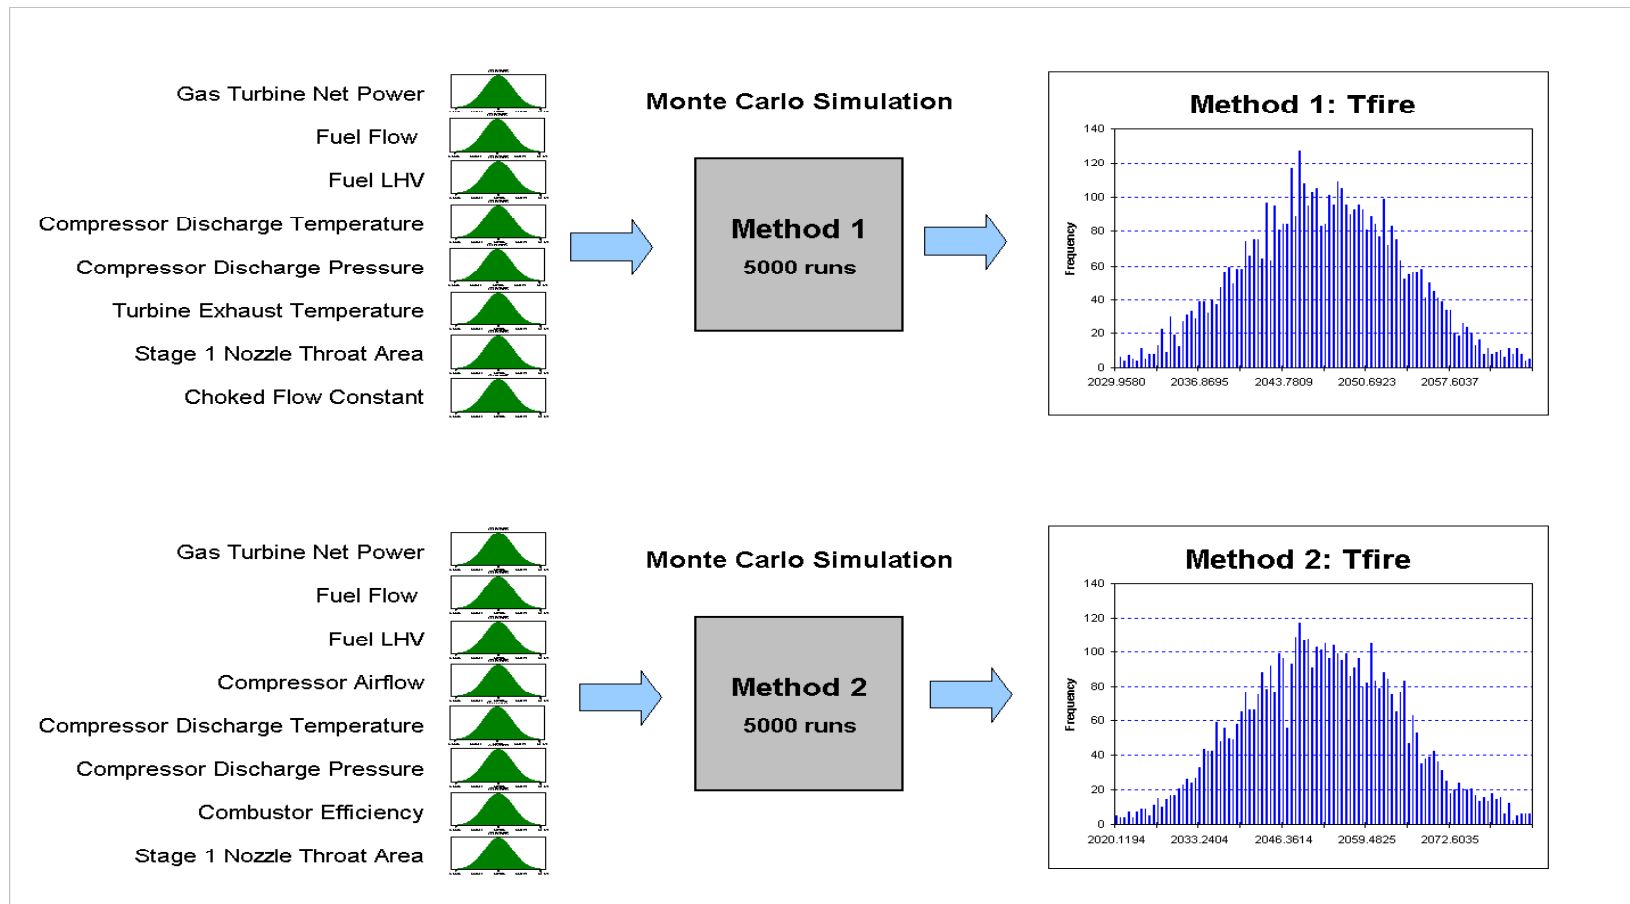 Gas Turbine Net Power
Fuel Flow
Fuel LHV
Compressor Discharge Temperature
Compressor Discharge Pressure
Turbine Exhaust Temperature
Stage 1 Nozzle Throat Area
Choked Flow Constant
Monte Carlo Simulation
Method 1
5000 runs
Method 1: Tfire
140
120
100
80
60
40
20
0
Frequency
2029.9580 2036.8695 2043.7809 2050.6923 2057.6037
Gas Turbine Net Power
Fuel Flow
Fuel LHV
Compressor Airflow
Compressor Discharge Temperature
Compressor Discharge Pressure
Combustor Efficiency
Stage 1 Nozzle Throat Area
Monte Carlo Simulation
Method 2
5000 runs
Method 2: Tfire
140
120
100
80
60
40
20
0
Frequency
2020.1194 2033.2404 2046.3614 2059.4825 2072.6035